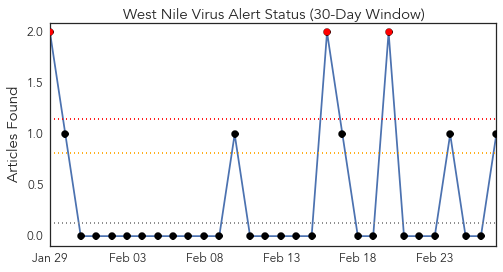 West Nile Virus Alert Status (30-Day Window)
Articles Found
2.0
1.5
1.0
0.5
0.0
Jan 29 Feb 03 Feb 08 Feb 13 Feb 18 Feb 23